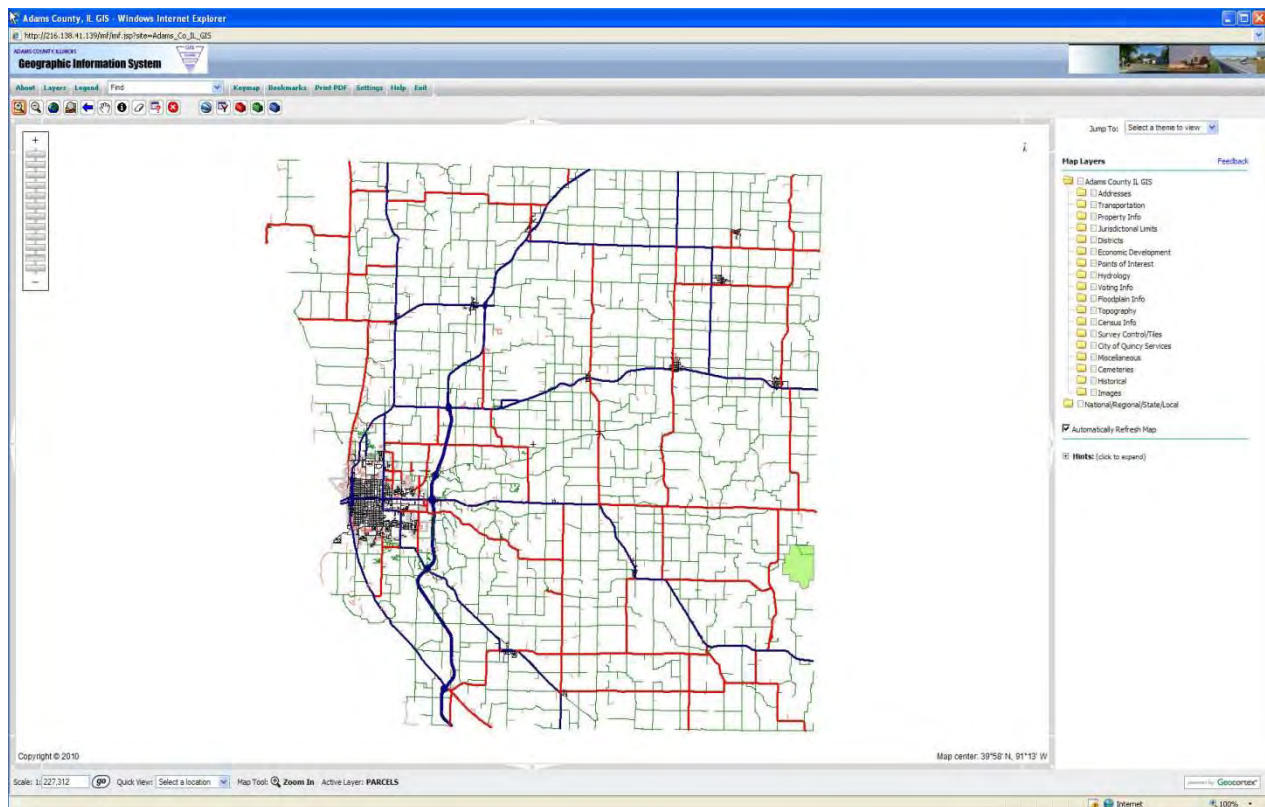 Adams County, IL GIS - Windows Internet Explorer
http://216.138.41.139/imf/imf.jsp?site=Adams_Co_IL_GIS
ADAMS COUNTY ILLINOIS
Geographic Information System
About Layers Legend Find Keymap Bookmarks Print PDF Settings Help Exit
Jump To: Select a theme to view
Map Layers Feedback
Adams County IL GIS
Addresses
Transportation
Property Info
Jurisdictional Limits
Districts
Economic Development
Points of Interest
Hydrology
Voting Info
Floodplain Info
Topography
Census Info
Survey Control/Tiles
City of Quincy Services
Miscellaneous
Cemeteries
Historical
Images
National/Regional/State/Local
Automatically Refresh Map
Hints: (click to expand)
Copyright © 2010
Map center: 39°58' N, 91°13' W
Scale: 1: 227,312 go Quick View: Select a location Map Tool: Zoom In Active Layer: PARCELS
powered by Geocortex
Internet 100%